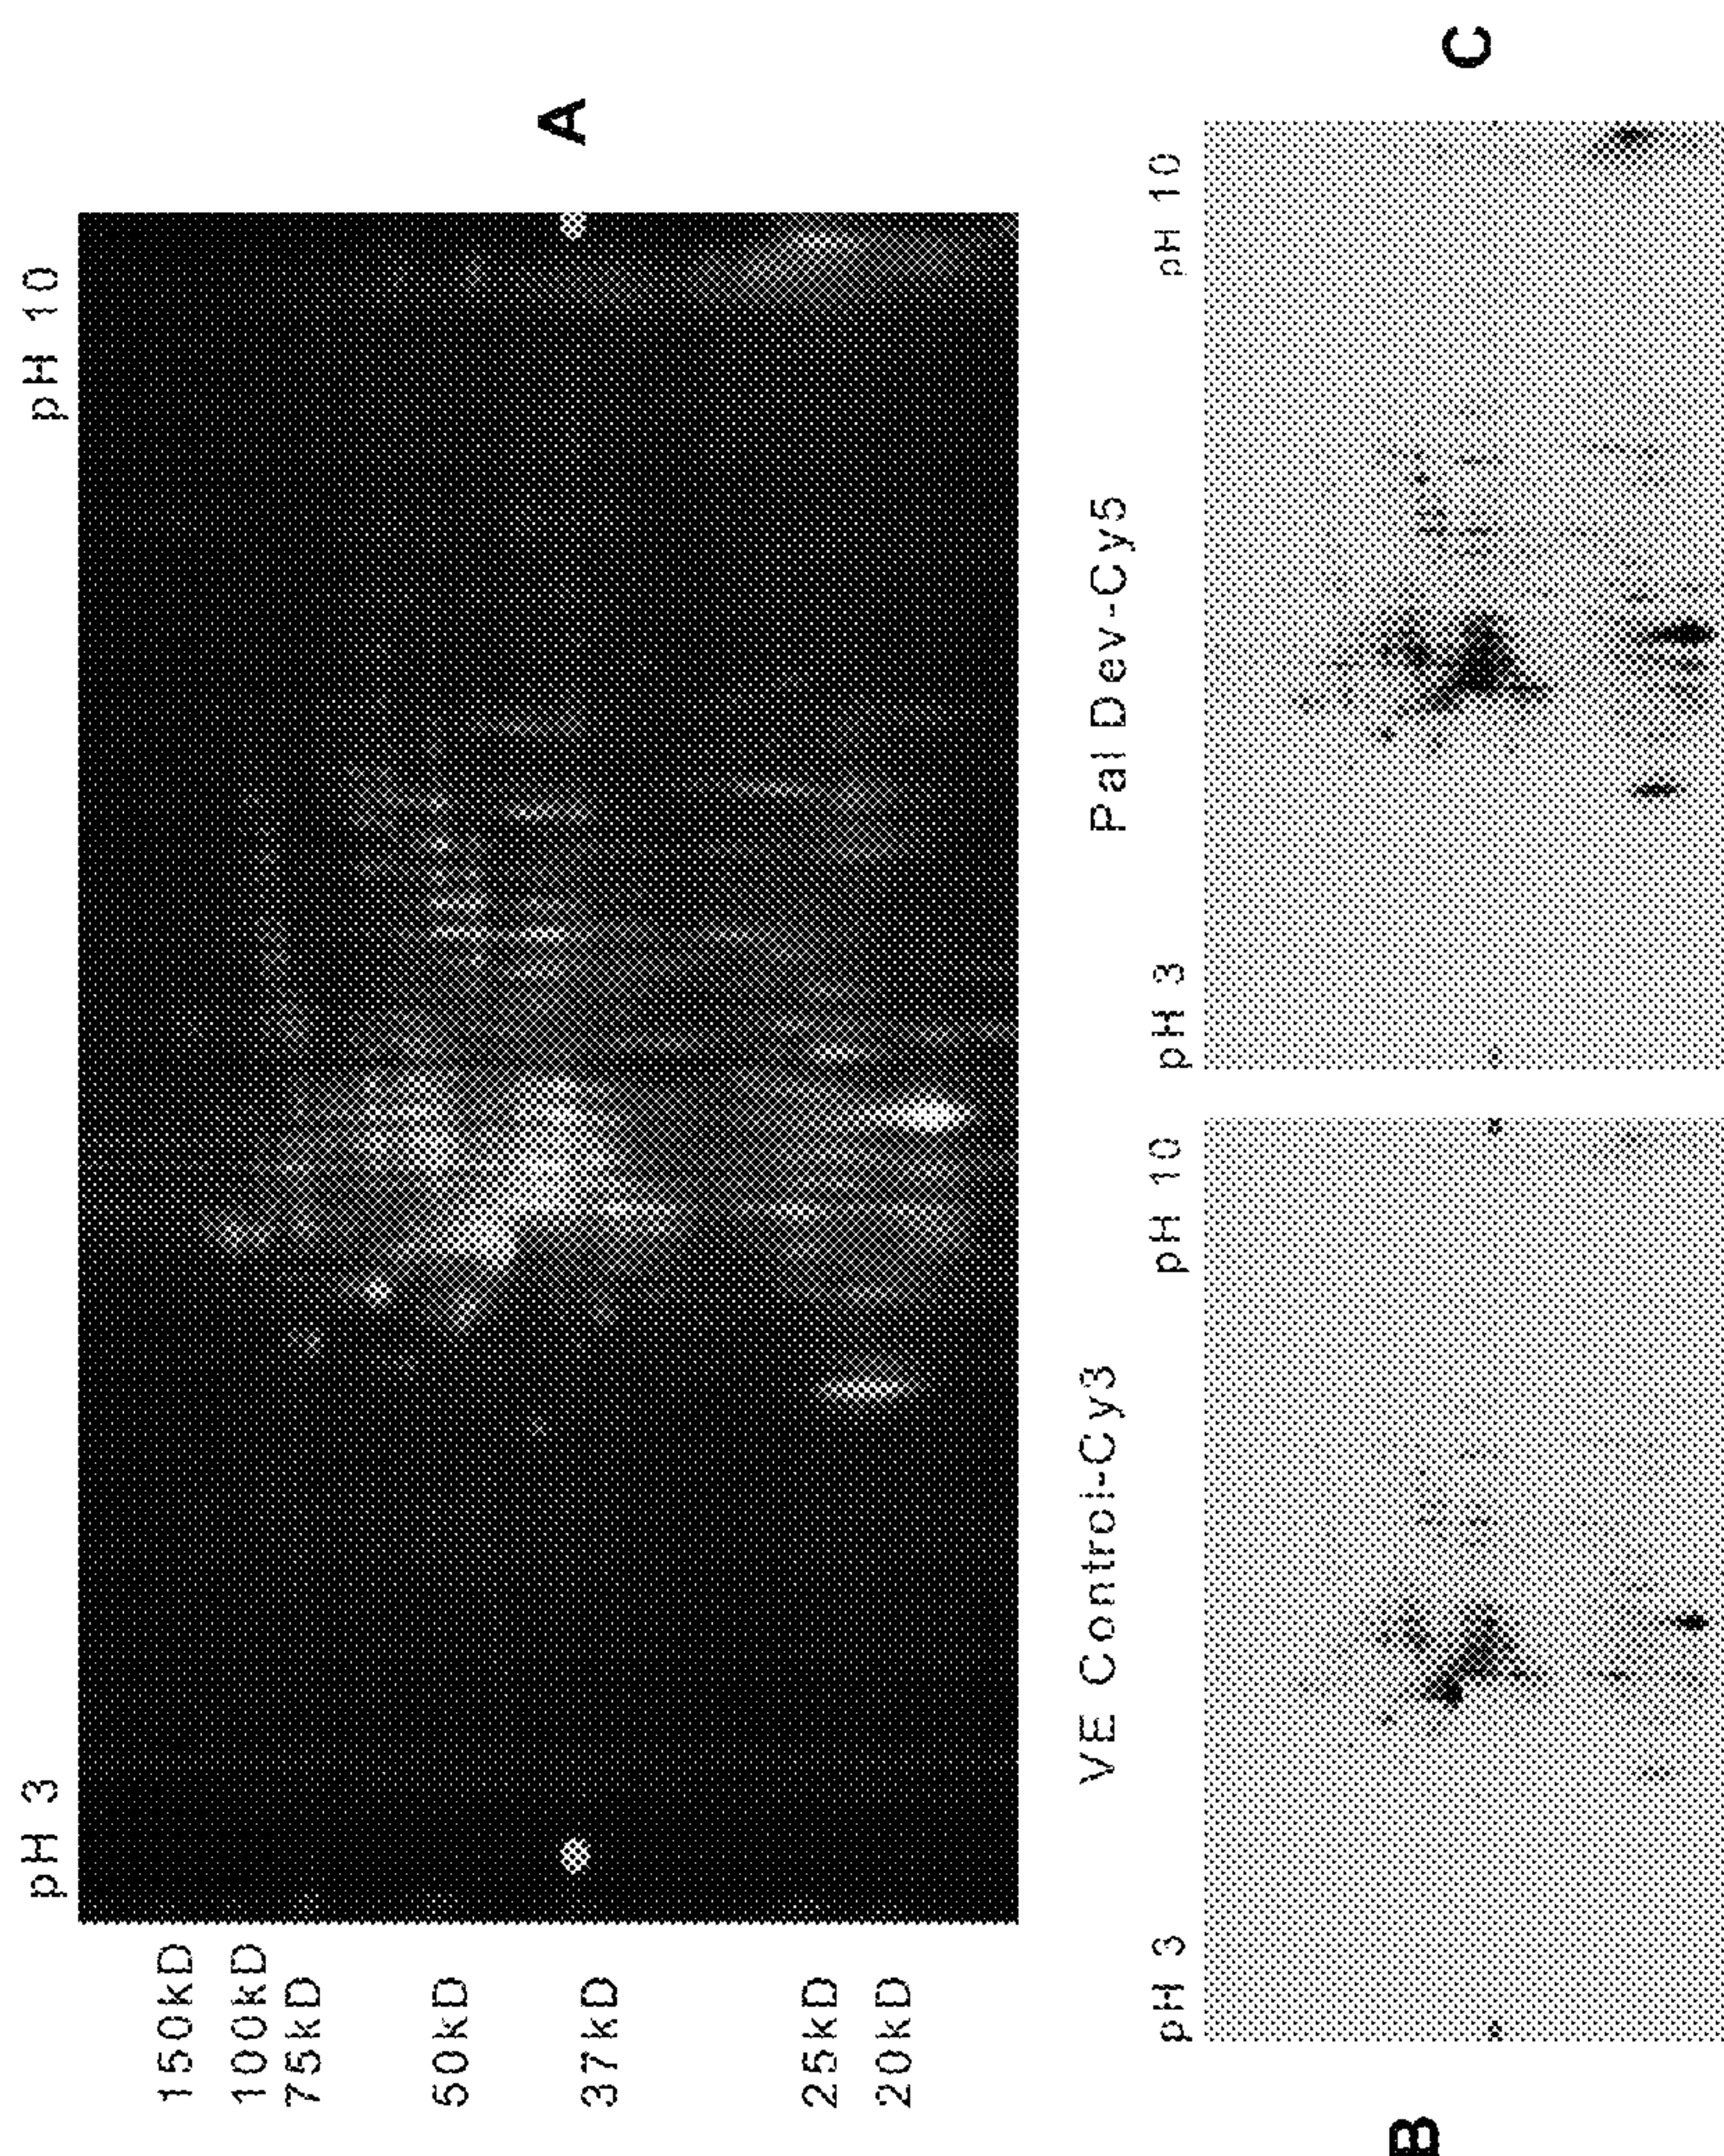 A
pH 3
pH 10
150kD
100kD
75kD
50kD
37kD
25kD
20kD
VE Control-Cy3
Pal Dev-Cy5
pH 3
pH 10
pH 3
pH 10
B
C